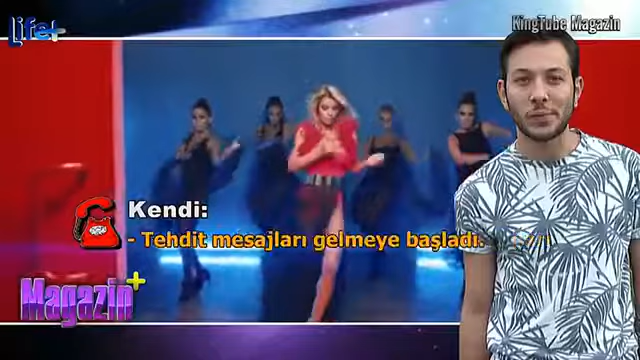 Life+
KingTube Magazin
Kendi:
- Tehdit mesajları gelmeye başladı.
Magazin+